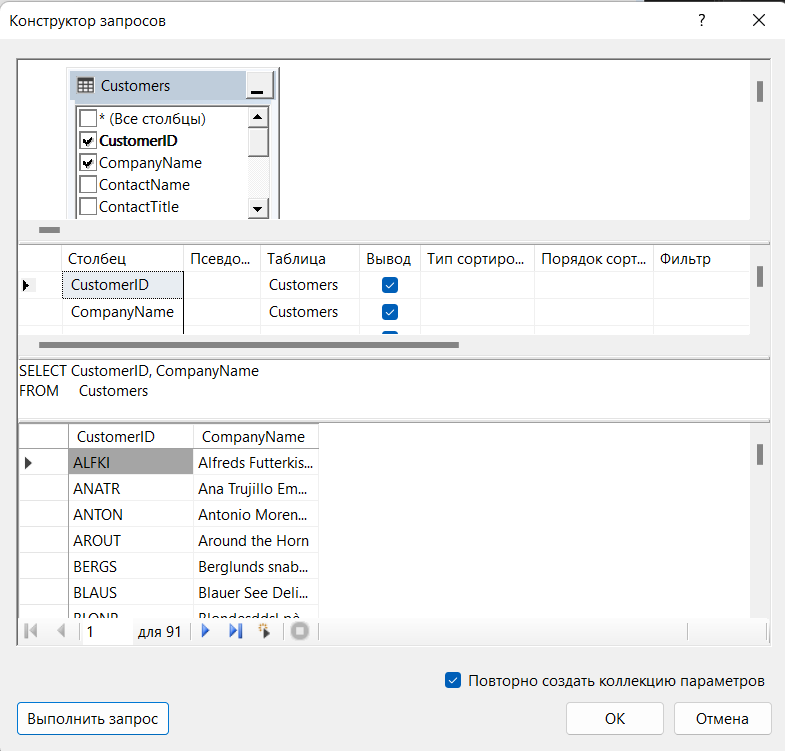 Конструктор запросов ?
Customers
* (Все столбцы)
CustomerID
CompanyName
ContactName
ContactTitle
Столбец Псевдо... Таблица Вывод Тип сортиро... Порядок сорт... Фильтр
CustomerID Customers
CompanyName Customers
SELECT CustomerID, CompanyName
FROM Customers
CustomerID CompanyName
ALFKI Alfreds Futterkis...
ANATR Ana Trujillo Em...
ANTON Antonio Moren...
AROUT Around the Horn
BERGS Berglunds snab...
BLAUS Blauer See Deli...
1 для 91
Повторно создать коллекцию параметров
Выполнить запрос OK Отмена